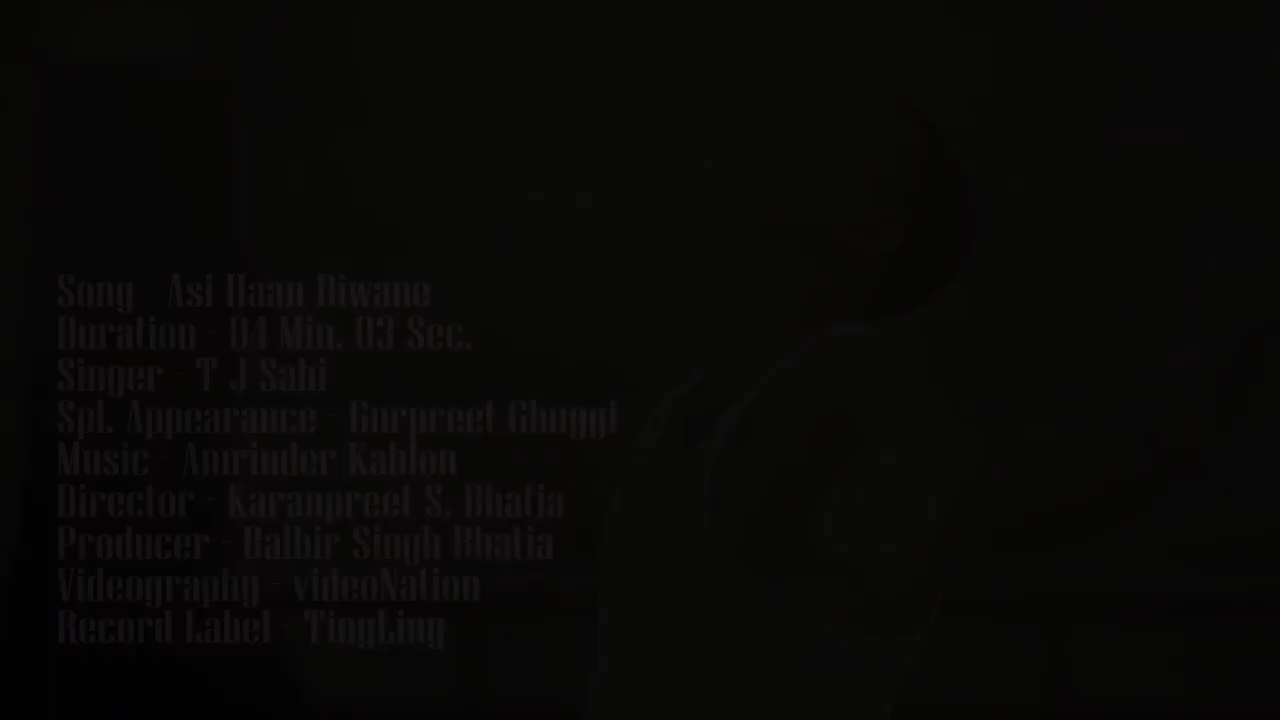 Song - Asi Haan Diwane
Duration - 04 Min. 03 Sec.
Singer - T J Sahi
Spl. Appearance - Gurpreet Ghuggi
Music - Amrinder Kahlon
Director - Karanpreet S. Bhatia
Producer - Balbir Singh Bhatia
Videography - videoNation
Record Label - TingLing